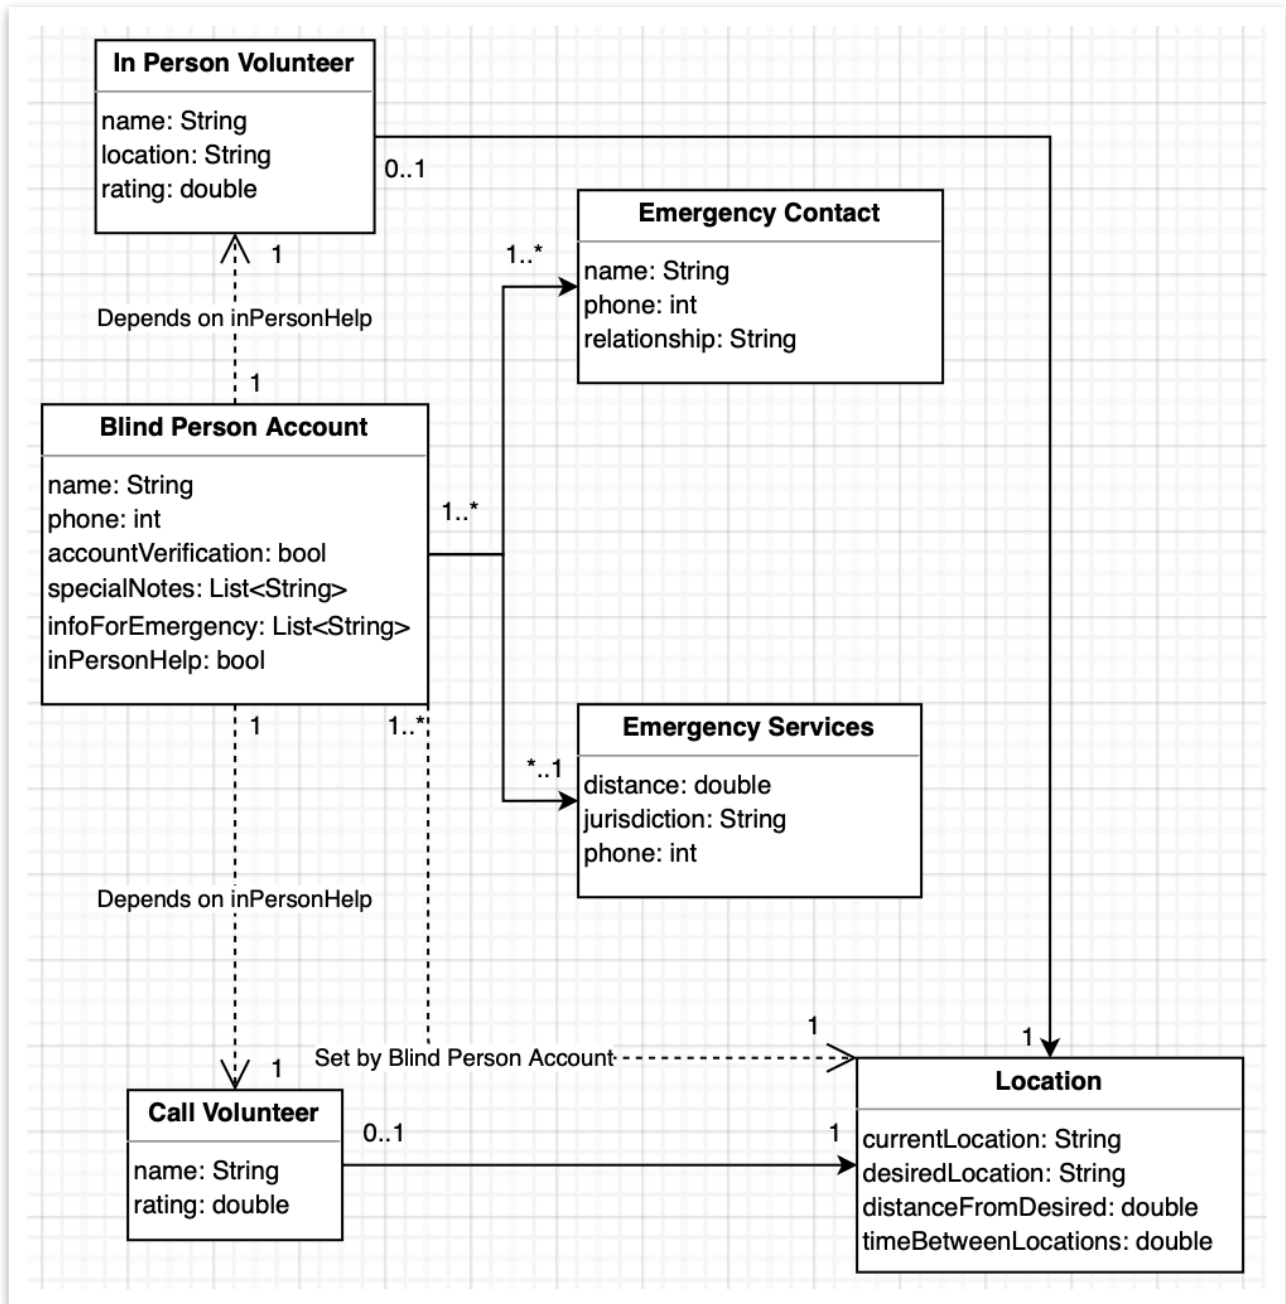 In Person Volunteer
name: String
location: String
rating: double
0..1
1
Depends on inPersonHelp
1
Emergency Contact
name: String
phone: int
relationship: String
1..*
Blind Person Account
name: String
phone: int
accountVerification: bool
specialNotes: List<String>
infoForEmergency: List<String>
inPersonHelp: bool
1..*
1
1..*
Emergency Services
distance: double
jurisdiction: String
phone: int
*..1
Depends on inPersonHelp
1
Set by Blind Person Account
1
1
Call Volunteer
name: String
rating: double
0..1
1
Location
currentLocation: String
desiredLocation: String
distanceFromDesired: double
timeBetweenLocations: double